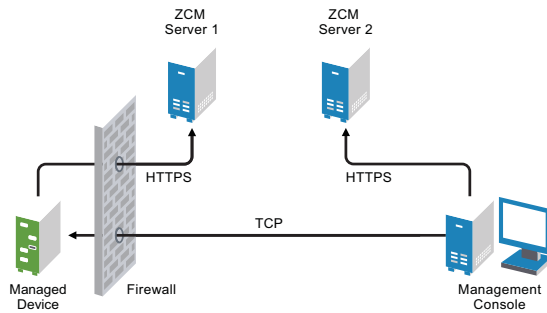 ZCM
Server 1
ZCM
Server 2
HTTPS
HTTPS
TCP
Managed
Device
Firewall
Management
Console